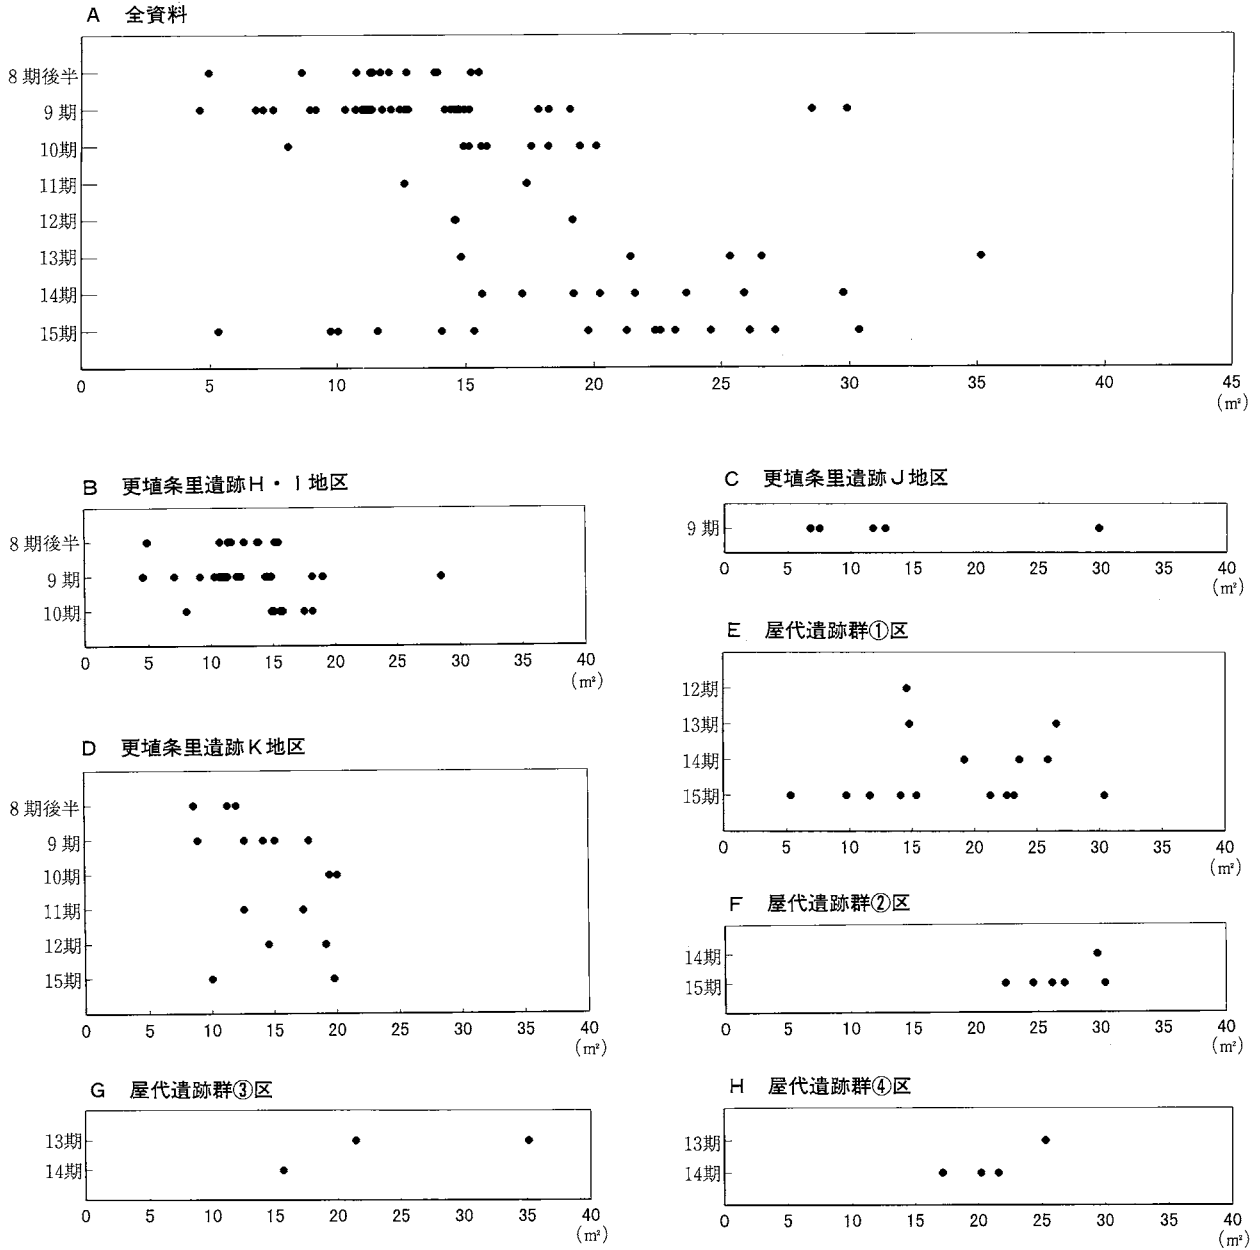 A 全資料
8期後半
9期
10期
11期
12期
13期
14期
15期
0 5 10 15 20 25 30 35 40 45
(m²)
B 更埴条里遺跡H・I地区
8期後半
9期
10期
0 5 10 15 20 25 30 35 40
(m²)
C 更埴条里遺跡J地区
9期
0 5 10 15 20 25 30 35 40
(m²)
D 更埴条里遺跡K地区
8期後半
9期
10期
11期
12期
15期
0 5 10 15 20 25 30 35 40
(m²)
E 屋代遺跡群①区
12期
13期
14期
15期
0 5 10 15 20 25 30 35 40
(m²)
F 屋代遺跡群②区
14期
15期
0 5 10 15 20 25 30 35 40
(m²)
G 屋代遺跡群③区
13期
14期
0 5 10 15 20 25 30 35 40
(m²)
H 屋代遺跡群④区
13期
14期
0 5 10 15 20 25 30 35 40
(m²)